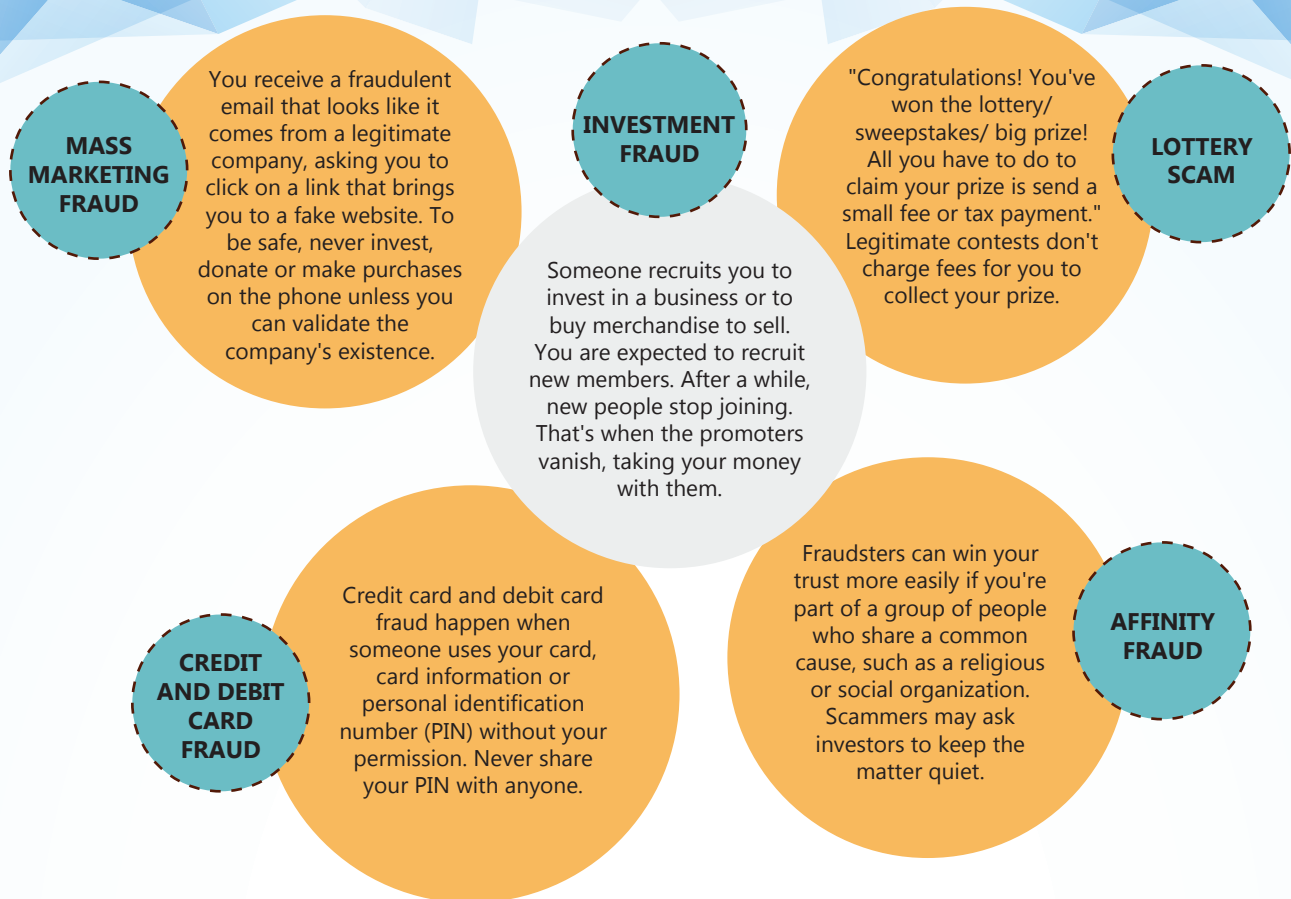 MASS
MARKETING
FRAUD
You receive a fraudulent
email that looks like it
comes from a legitimate
company, asking you to
click on a link that brings
you to a fake website. To
be safe, never invest,
donate or make purchases
on the phone unless you
can validate the
company's existence.
INVESTMENT
FRAUD
Someone recruits you to
invest in a business or to
buy merchandise to sell.
You are expected to recruit
new members. After a while,
new people stop joining.
That's when the promoters
vanish, taking your money
with them.
"Congratulations! You've
won the lottery/
sweepstakes/ big prize!
All you have to do to
claim your prize is send a
small fee or tax payment."
Legitimate contests don't
charge fees for you to
collect your prize.
LOTTERY
SCAM
CREDIT
AND DEBIT
CARD
FRAUD
Credit card and debit card
fraud happen when
someone uses your card,
card information or
personal identification
number (PIN) without your
permission. Never share
your PIN with anyone.
Fraudsters can win your
trust more easily if you're
part of a group of people
who share a common
cause, such as a religious
or social organization.
Scammers may ask
investors to keep the
matter quiet.
AFFINITY
FRAUD